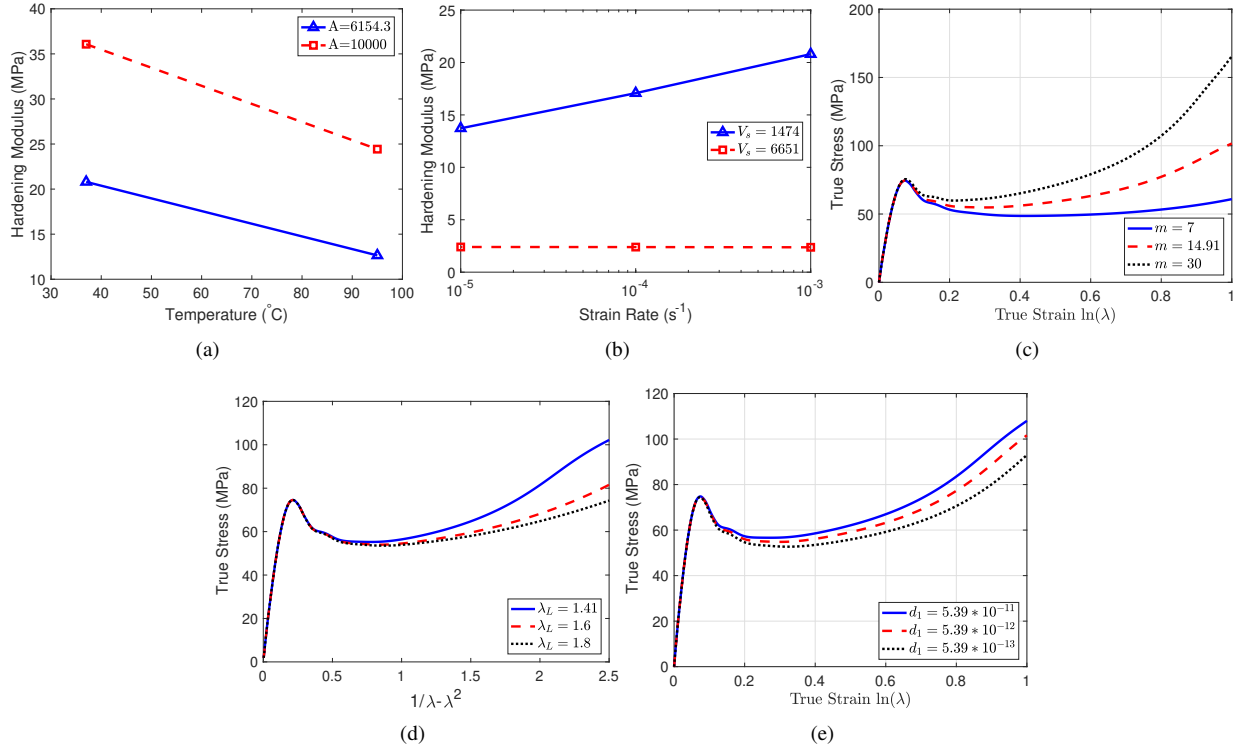 40
35
30
25
20
15
10
Hardening Modulus (MPa)
30 40 50 60 70 80 90 100
Temperature (°C)
A=6154.3
A=10000
(a)
25
20
15
10
5
0
Hardening Modulus (MPa)
10^-5 10^-4 10^-3
Strain Rate (s^-1)
V_s = 1474
V_s = 6651
(b)
200
150
100
50
0
True Stress (MPa)
0 0.2 0.4 0.6 0.8 1
True Strain ln(λ)
m = 7
m = 14.91
m = 30
(c)
120
100
80
60
40
20
0
True Stress (MPa)
0 0.5 1 1.5 2 2.5
1/λ-λ^2
λ_L = 1.41
λ_L = 1.6
λ_L = 1.8
(d)
120
100
80
60
40
20
0
True Stress (MPa)
0 0.2 0.4 0.6 0.8 1
True Strain ln(λ)
d_1 = 5.39 * 10^-11
d_1 = 5.39 * 10^-12
d_1 = 5.39 * 10^-13
(e)